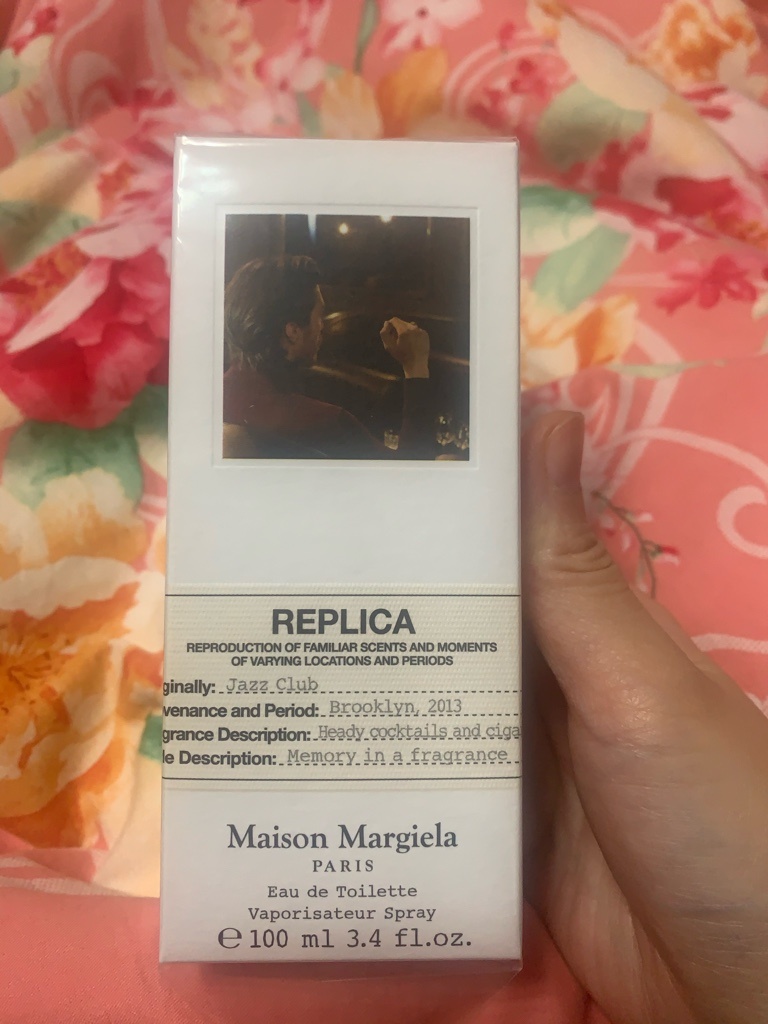 REPLICA
REPRODUCTION OF FAMILIAR SCENTS AND MOMENTS
OF VARYING LOCATIONS AND PERIODS
ginally: Jazz Club
venance and Period: Brooklyn, 2013
grance Description: Heady cocktails and ciga
le Description: Memory in a fragrance
Maison Margiela
PARIS
Eau de Toilette
Vaporisateur Spray
℮ 100 ml 3.4 fl.oz.